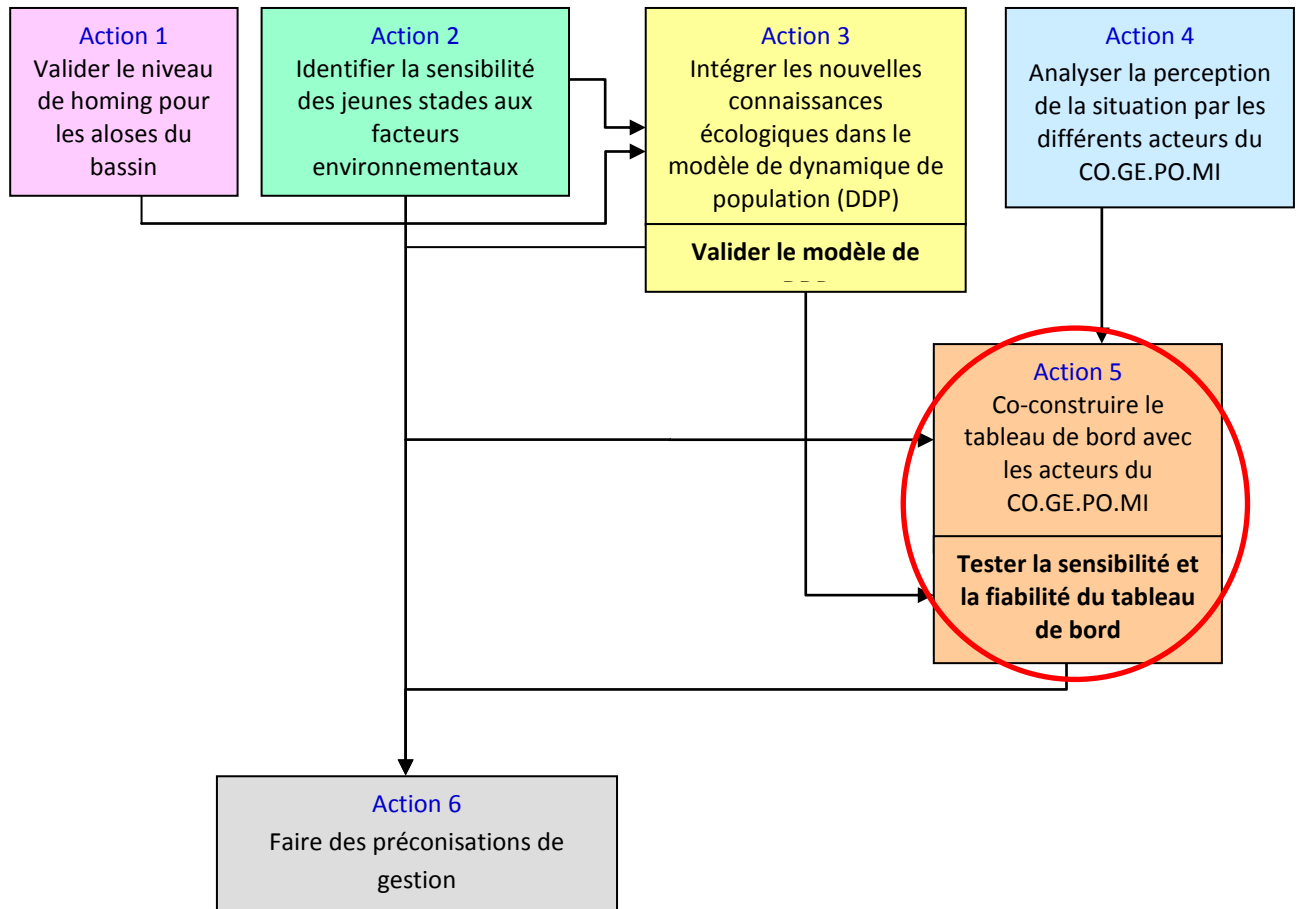 Action 1
Valider le niveau
de homing pour
les aloses du
bassin
Action 2
Identifier la sensibilité
des jeunes stades aux
facteurs
environnementaux
Action 3
Intégrer les nouvelles
connaissances
écologiques dans le
modèle de dynamique de
population (DDP)
Valider le modèle de
Action 4
Analyser la perception
de la situation par les
différents acteurs du
CO.GE.PO.MI
Action 5
Co-construire le
tableau de bord avec
les acteurs du
CO.GE.PO.MI
Tester la sensibilité et
la fiabilité du tableau
de bord
Action 6
Faire des préconisations de
gestion